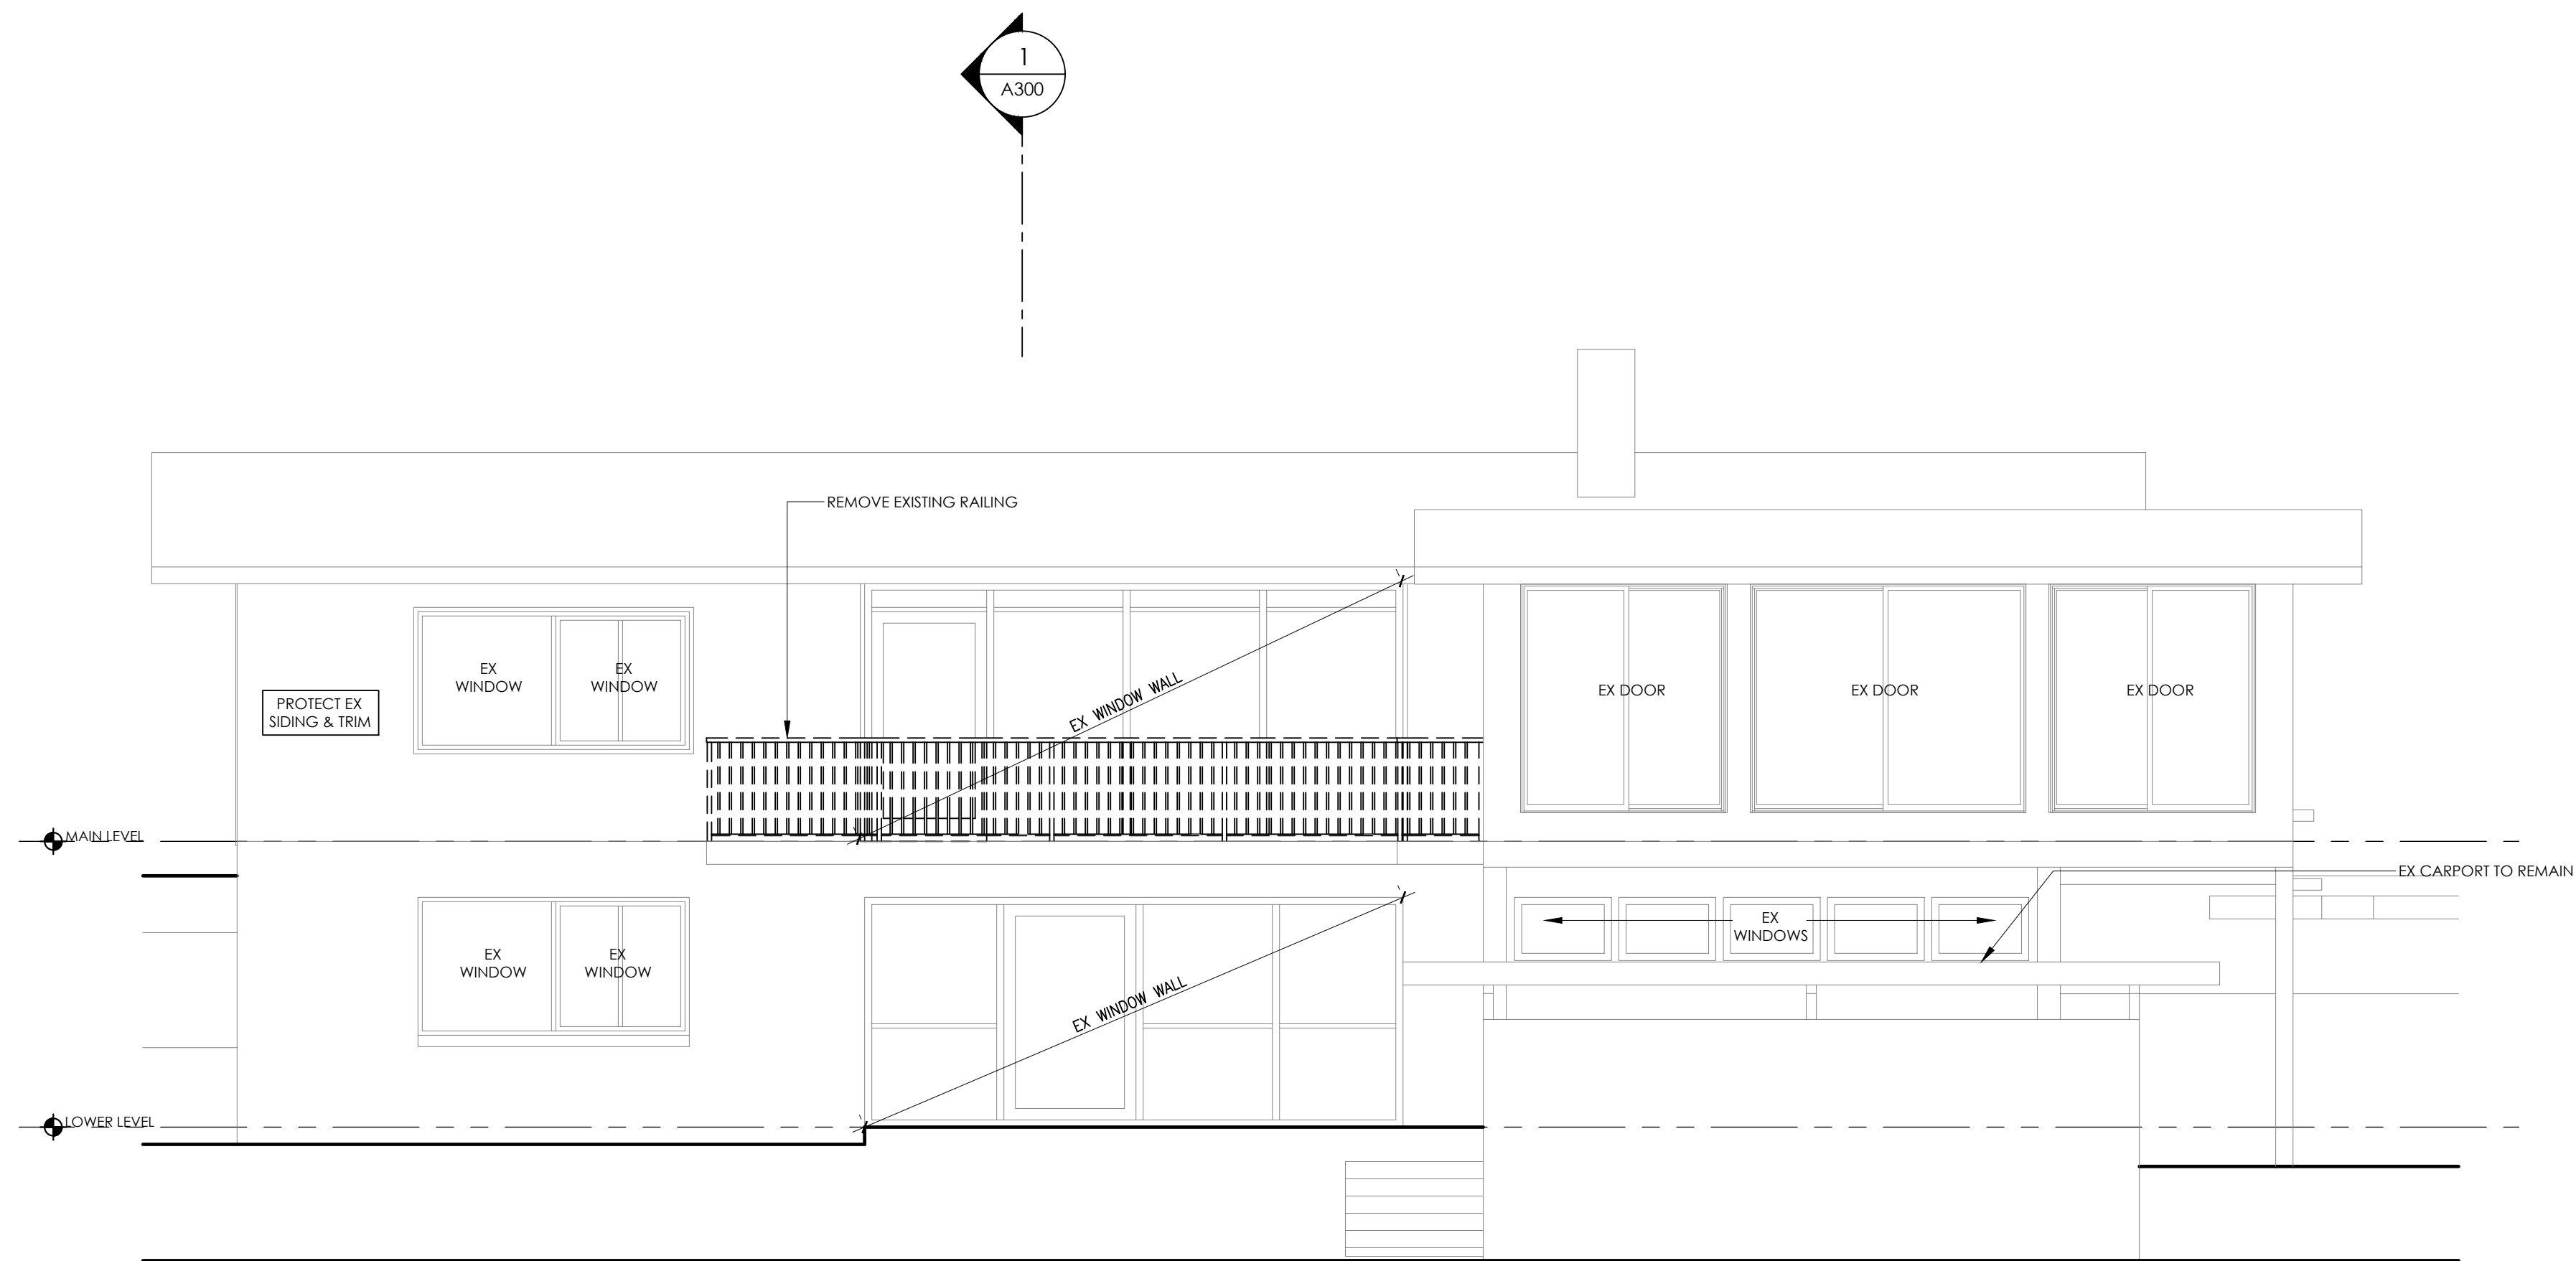 1
A300
REMOVE EXISTING RAILING
EX
WINDOW
EX
WINDOW
PROTECT EX
SIDING & TRIM
EX WINDOW WALL
EX DOOR
EX DOOR
EX DOOR
MAIN LEVEL
EX CARPORT TO REMAIN
EX
WINDOWS
EX
WINDOW
EX
WINDOW
EX WINDOW WALL
LOWER LEVEL